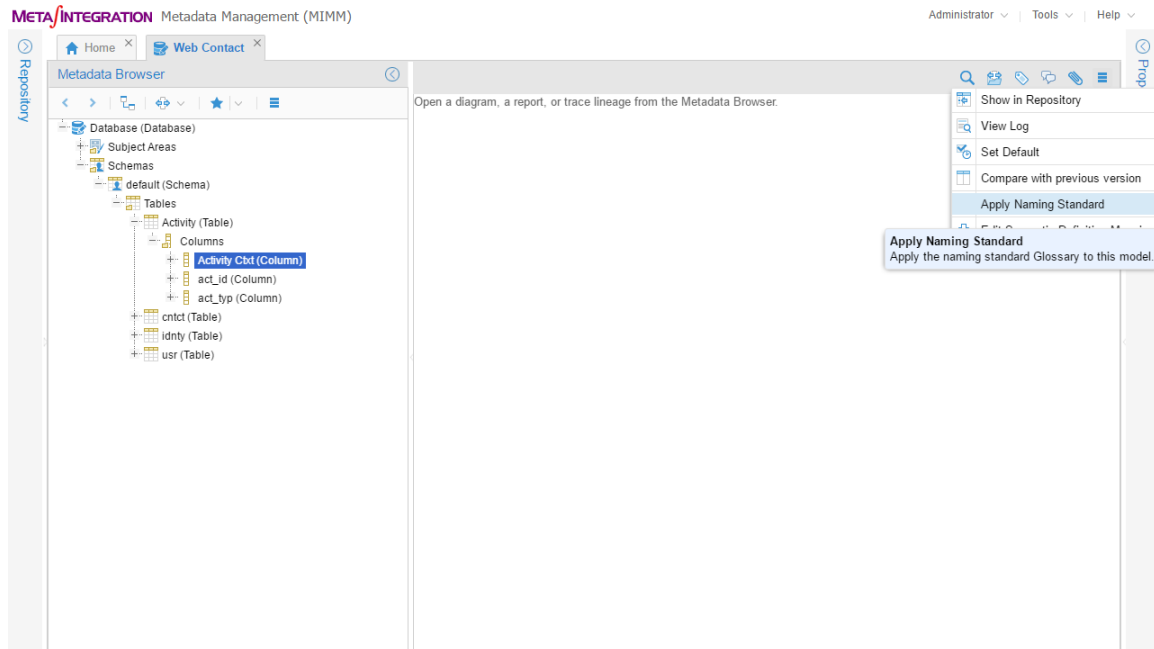 META INTEGRATION Metadata Management (MIMM)
Administrator Tools Help
Repository
Home Web Contact
Metadata Browser
Open a diagram, a report, or trace lineage from the Metadata Browser.
Database (Database)
Subject Areas
Schemas
default (Schema)
Tables
Activity (Table)
Columns
Activity Ctxt (Column)
act_id (Column)
act_typ (Column)
cntct (Table)
idnty (Table)
usr (Table)
Show in Repository
View Log
Set Default
Compare with previous version
Apply Naming Standard
Apply Naming Standard
Apply the naming standard Glossary to this model.
Prop